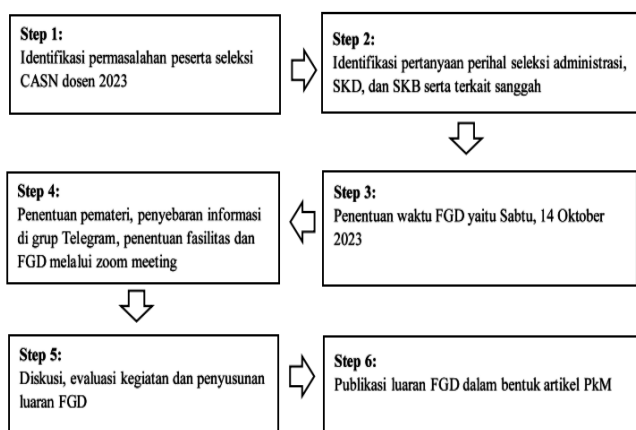 Step 1:
Identifikasi permasalahan peserta seleksi
CASN dosen 2023
Step 2:
Identifikasi pertanyaan perihal seleksi administrasi,
SKD, dan SKB serta terkait sanggah
Step 3:
Penentuan waktu FGD yaitu Sabtu, 14 Oktober
2023
Step 4:
Penentuan pemateri, penyebaran informasi
di grup Telegram, penentuan fasilitas dan
FGD melalui zoom meeting
Step 5:
Diskusi, evaluasi kegiatan dan penyusunan
luaran FGD
Step 6:
Publikasi luaran FGD dalam bentuk artikel PkM